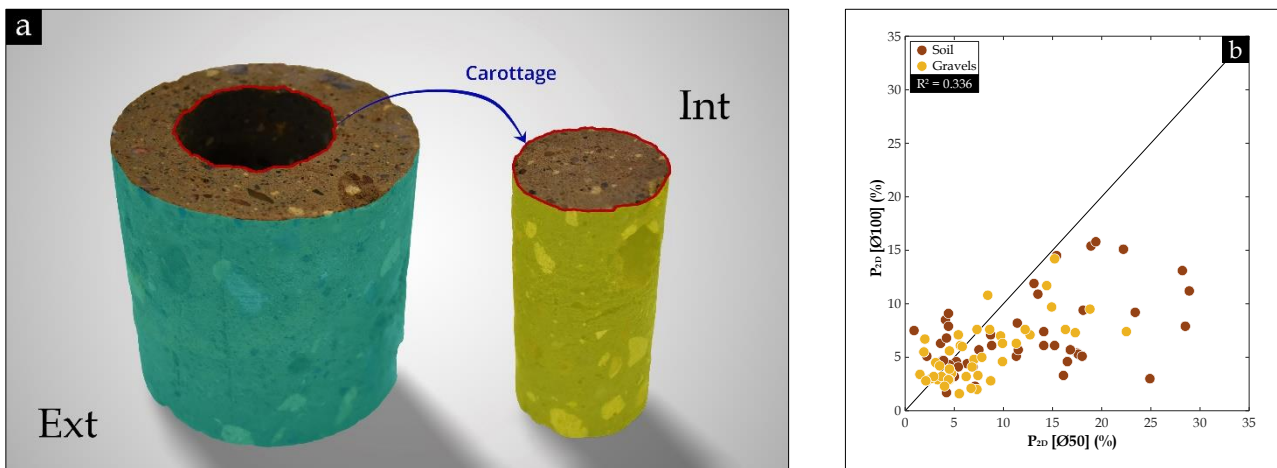 a
Carottage
Int
Ext
b
Soil
Gravels
R² = 0.336
35
30
25
20
15
10
5
0
P₂D [Ø100] (%)
0 5 10 15 20 25 30 35
P₂D [Ø50] (%)